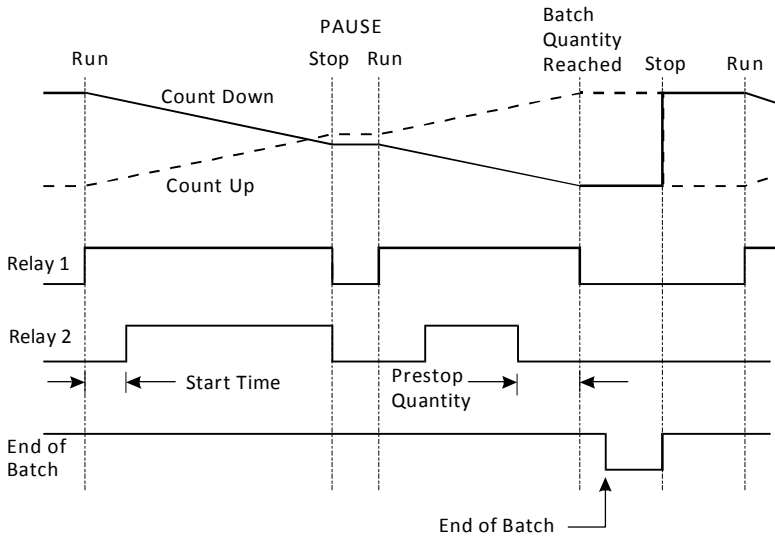 PAUSE
Batch
Quantity
Reached
Run
Stop
Run
Stop
Run
Count Down
Count Up
Relay 1
Relay 2
Start Time
Prestop
Quantity
End of
Batch
End of Batch